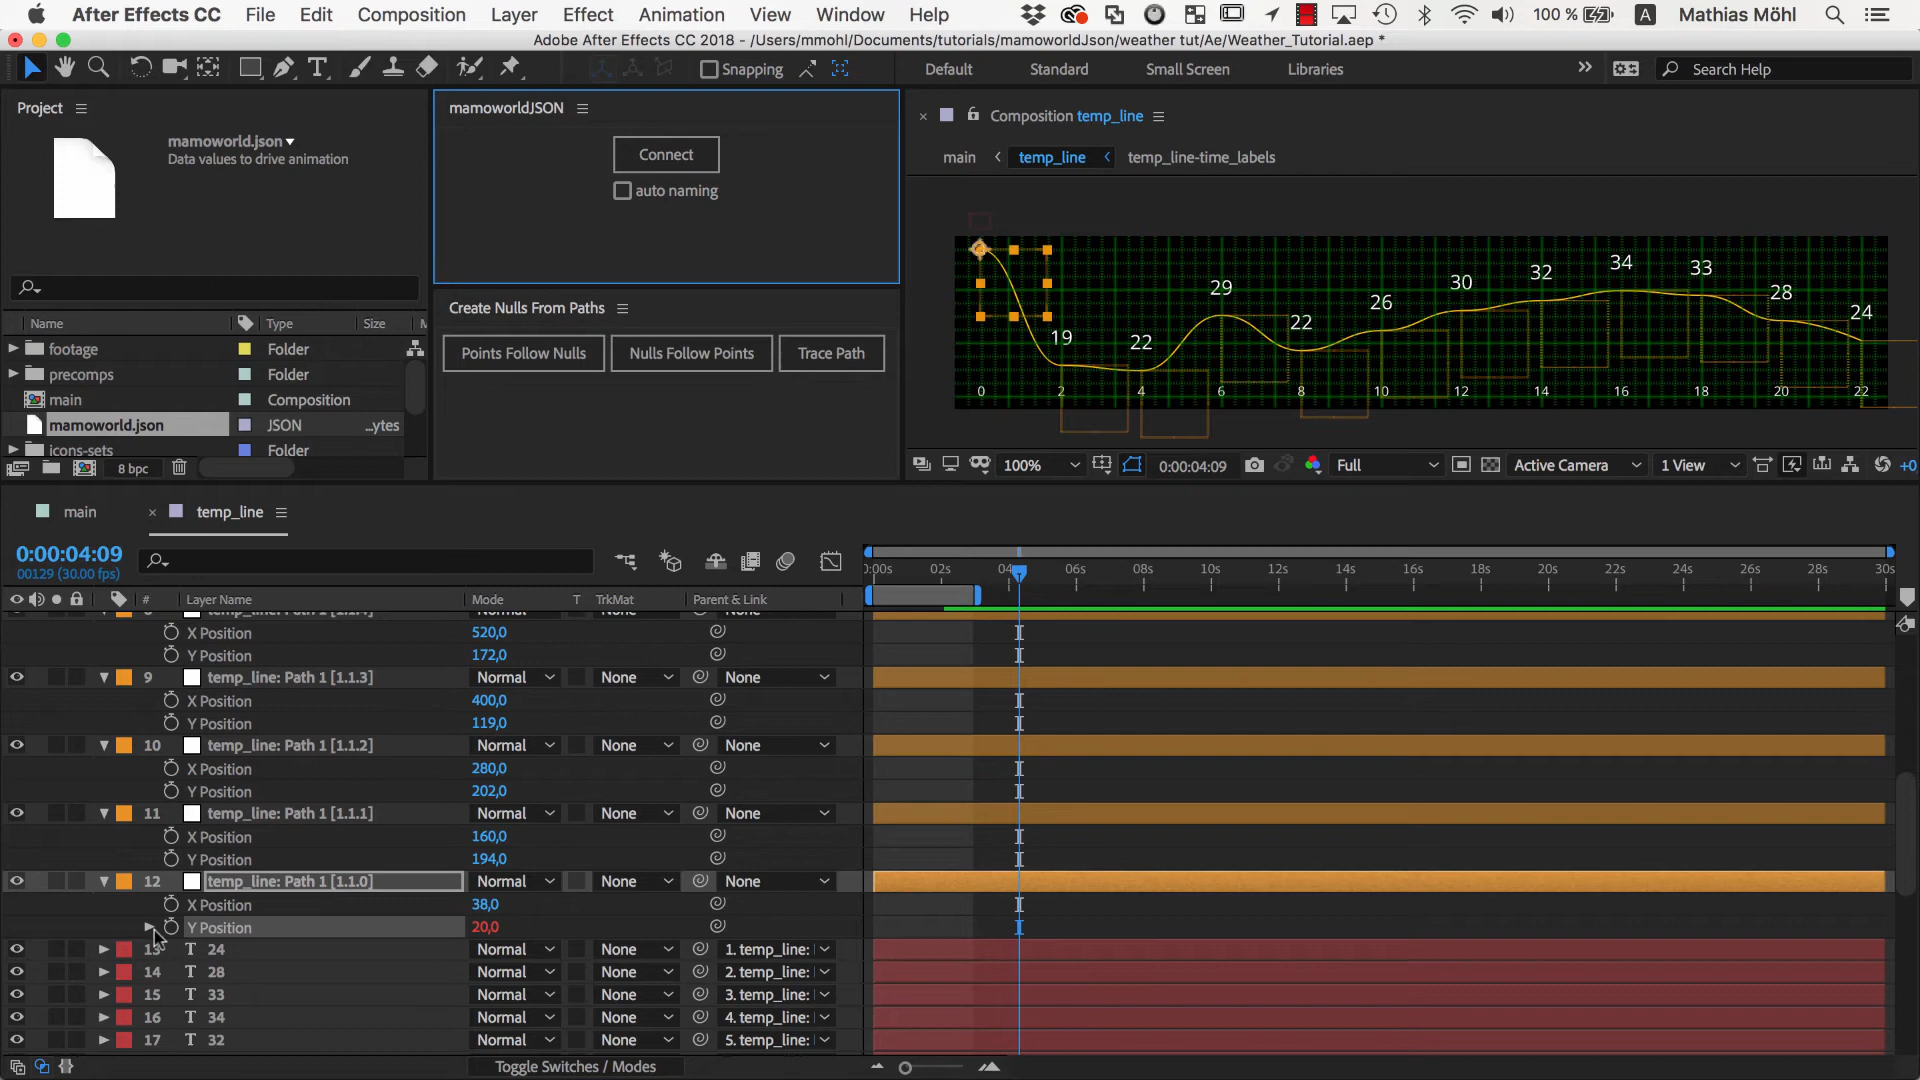 After Effects CC File Edit Composition Layer Effect Animation View Window Help 100 % A Mathias Möhl
Adobe After Effects CC 2018 - /Users/mmohl/Documents/tutorials/mamoworldJson/weather tut/Ae/Weather_Tutorial.aep *
Snapping Default Standard Small Screen Libraries Search Help
Project
mamoworld.json
Data values to drive animation
Name Type Size
footage Folder
precomps Folder
main Composition
mamoworld.json JSON ...ytes
icons-sets Folder
8 bpc
mamoworldJSON
Connect
auto naming
Create Nulls From Paths
Points Follow Nulls Nulls Follow Points Trace Path
Composition temp_line
main temp_line temp_line-time_labels
19 22 29 22 26 30 32 34 33 28 24
0 2 4 6 8 10 12 14 16 18 20 22
100% 0:00:04:09 Full Active Camera 1 View +0
main temp_line
0:00:04:09
00129 (30.00 fps)
:00s 02s 04 06s 08s 10s 12s 14s 16s 18s 20s 22s 24s 26s 28s 30s
# Layer Name Mode T TrkMat Parent & Link
X Position 520,0
Y Position 172,0
9 temp_line: Path 1 [1.1.3] Normal None None
X Position 400,0
Y Position 119,0
10 temp_line: Path 1 [1.1.2] Normal None None
X Position 280,0
Y Position 202,0
11 temp_line: Path 1 [1.1.1] Normal None None
X Position 160,0
Y Position 194,0
12 temp_line: Path 1 [1.1.0] Normal None None
X Position 38,0
Y Position 20,0
13 T 24 Normal None 1. temp_line:
14 T 28 Normal None 2. temp_line:
15 T 33 Normal None 3. temp_line:
16 T 34 Normal None 4. temp_line:
17 T 32 Normal None 5. temp_line:
Toggle Switches / Modes